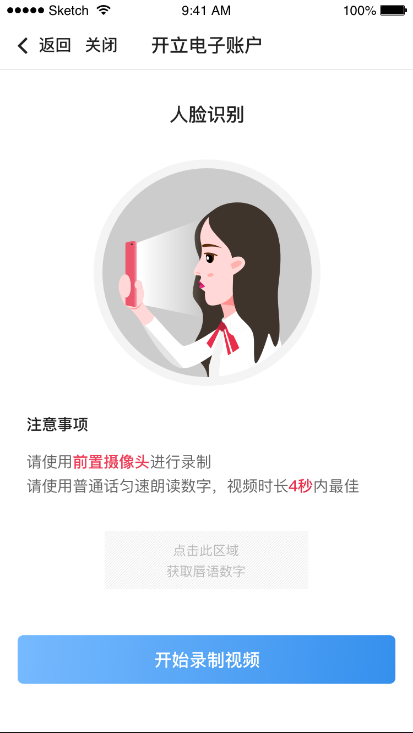 Sketch 9:41 AM 100%
返回 关闭 开立电子账户
人脸识别
注意事项
请使用前置摄像头进行录制
请使用普通话匀速朗读数字，视频时长4秒内最佳
点击此区域
获取唇语数字
开始录制视频